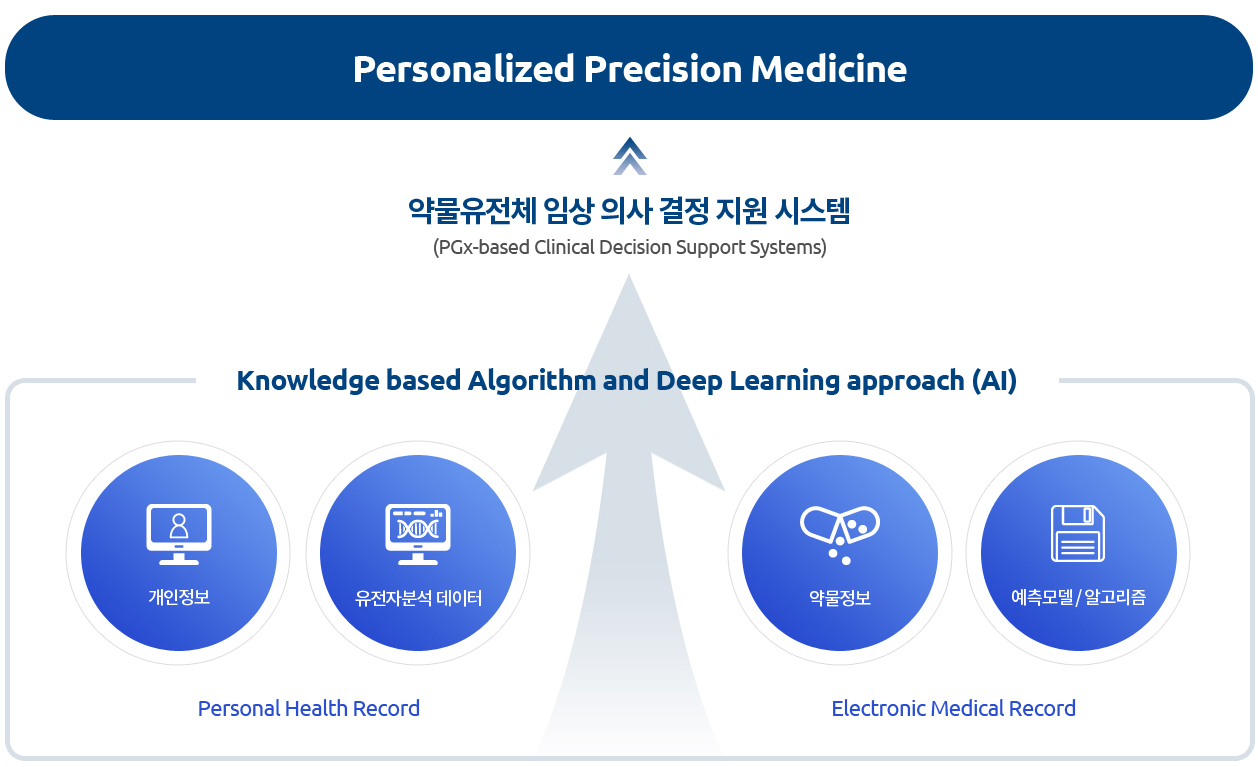 Personalized Precision Medicine
약물유전체 임상 의사 결정 지원 시스템
(PGx-based Clinical Decision Support Systems)
Knowledge based Algorithm and Deep Learning approach (AI)
개인정보
유전자분석 데이터
약물정보
예측모델 / 알고리즘
Personal Health Record
Electronic Medical Record